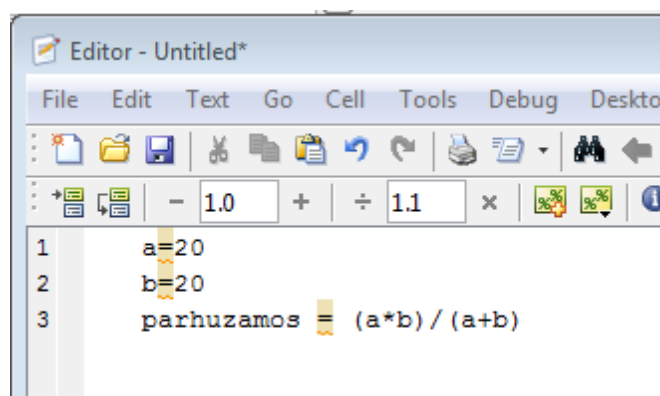 Editor - Untitled*
File Edit Text Go Cell Tools Debug Deskto
1.0 1.1
1 a=20
2 b=20
3 parhuzamos = (a*b)/(a+b)